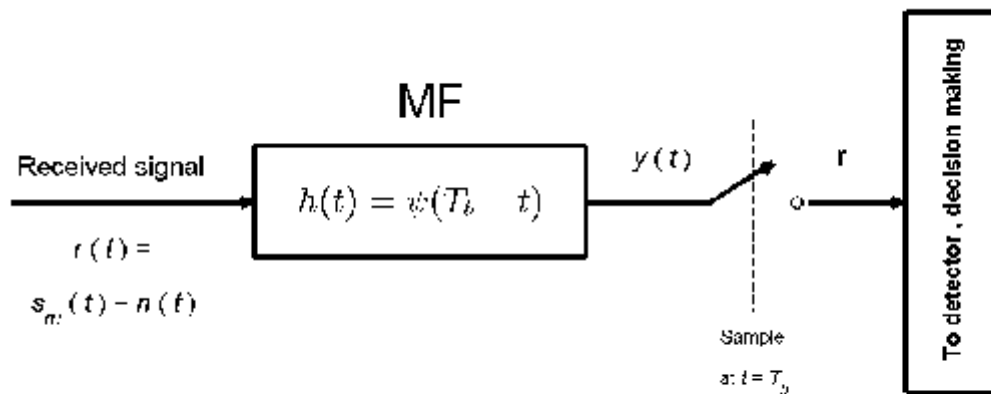 MF
Received signal
h(t) = ψ(T_b t)
y(t)
r
r(t) =
s_m(t) – n(t)
Sample
at t = T_b
To detector, decision making